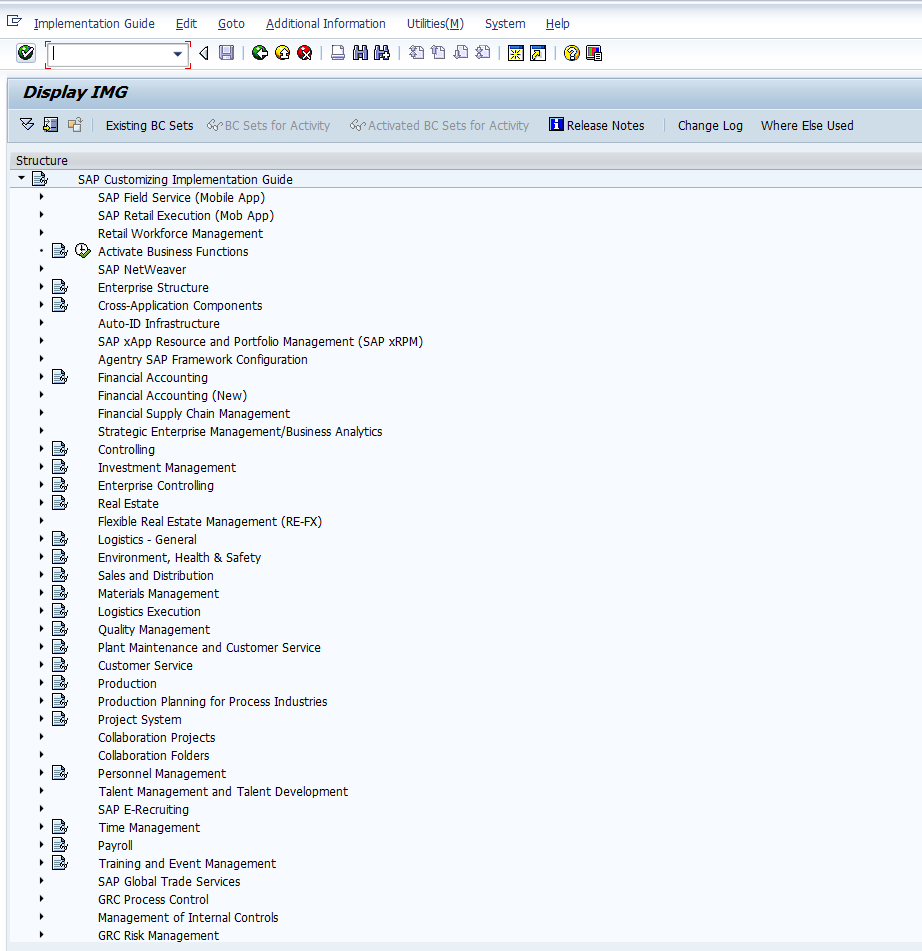 Implementation Guide Edit Goto Additional Information Utilities(M) System Help
Display IMG
Existing BC Sets BC Sets for Activity Activated BC Sets for Activity Release Notes Change Log Where Else Used
Structure
SAP Customizing Implementation Guide
SAP Field Service (Mobile App)
SAP Retail Execution (Mob App)
Retail Workforce Management
Activate Business Functions
SAP NetWeaver
Enterprise Structure
Cross-Application Components
Auto-ID Infrastructure
SAP xApp Resource and Portfolio Management (SAP xRPM)
Agentry SAP Framework Configuration
Financial Accounting
Financial Accounting (New)
Financial Supply Chain Management
Strategic Enterprise Management/Business Analytics
Controlling
Investment Management
Enterprise Controlling
Real Estate
Flexible Real Estate Management (RE-FX)
Logistics - General
Environment, Health & Safety
Sales and Distribution
Materials Management
Logistics Execution
Quality Management
Plant Maintenance and Customer Service
Customer Service
Production
Production Planning for Process Industries
Project System
Collaboration Projects
Collaboration Folders
Personnel Management
Talent Management and Talent Development
SAP E-Recruiting
Time Management
Payroll
Training and Event Management
SAP Global Trade Services
GRC Process Control
Management of Internal Controls
GRC Risk Management